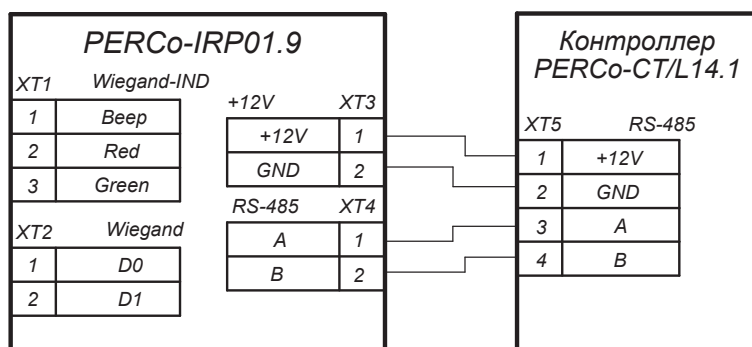 PERCo-IRP01.9
XT1 Wiegand-IND
1 Beep
2 Red
3 Green
XT2 Wiegand
1 D0
2 D1
+12V XT3
+12V 1
GND 2
RS-485 XT4
A 1
B 2
Контроллер
PERCo-CT/L14.1
XT5 RS-485
1 +12V
2 GND
3 A
4 B